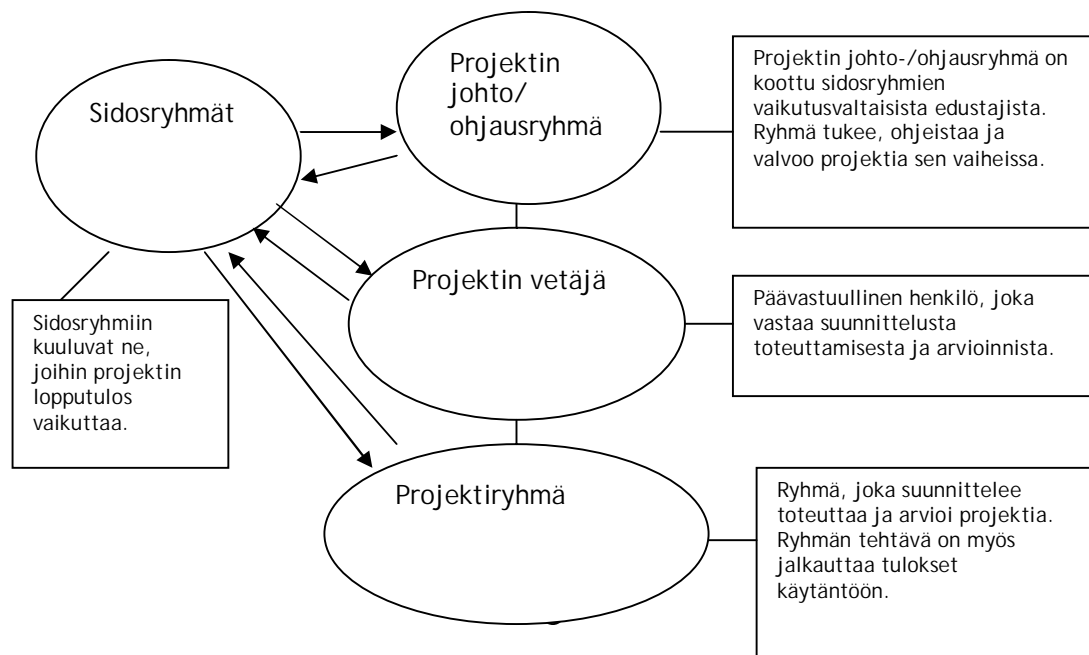 Sidosryhmät
Projektin
johto/
ohjausryhmä
Projektin johto-/ohjausryhmä on
koottu sidosryhmien
vaikutusvaltaisista edustajista.
Ryhmä tukee, ohjeistaa ja
valvoo projektia sen vaiheissa.
Projektin vetäjä
Päävastuullinen henkilö, joka
vastaa suunnittelusta
toteuttamisesta ja arvioinnista.
Sidosryhmiin
kuuluvat ne,
joihin projektin
lopputulos
vaikuttaa.
Projektiryhmä
Ryhmä, joka suunnittelee
toteuttaa ja arvioi projektia.
Ryhmän tehtävä on myös
jalkauttaa tulokset
käytäntöön.